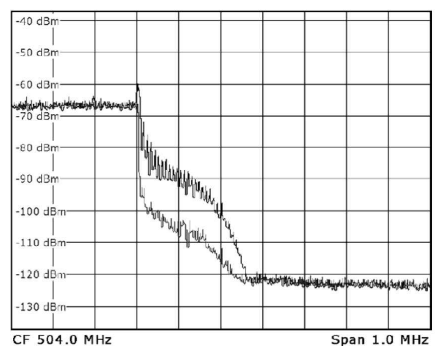 -40 dBm
-50 dBm
-60 dBm
-70 dBm
-80 dBm
-90 dBm
-100 dBm
-110 dBm
-120 dBm
-130 dBm
CF 504.0 MHz Span 1.0 MHz